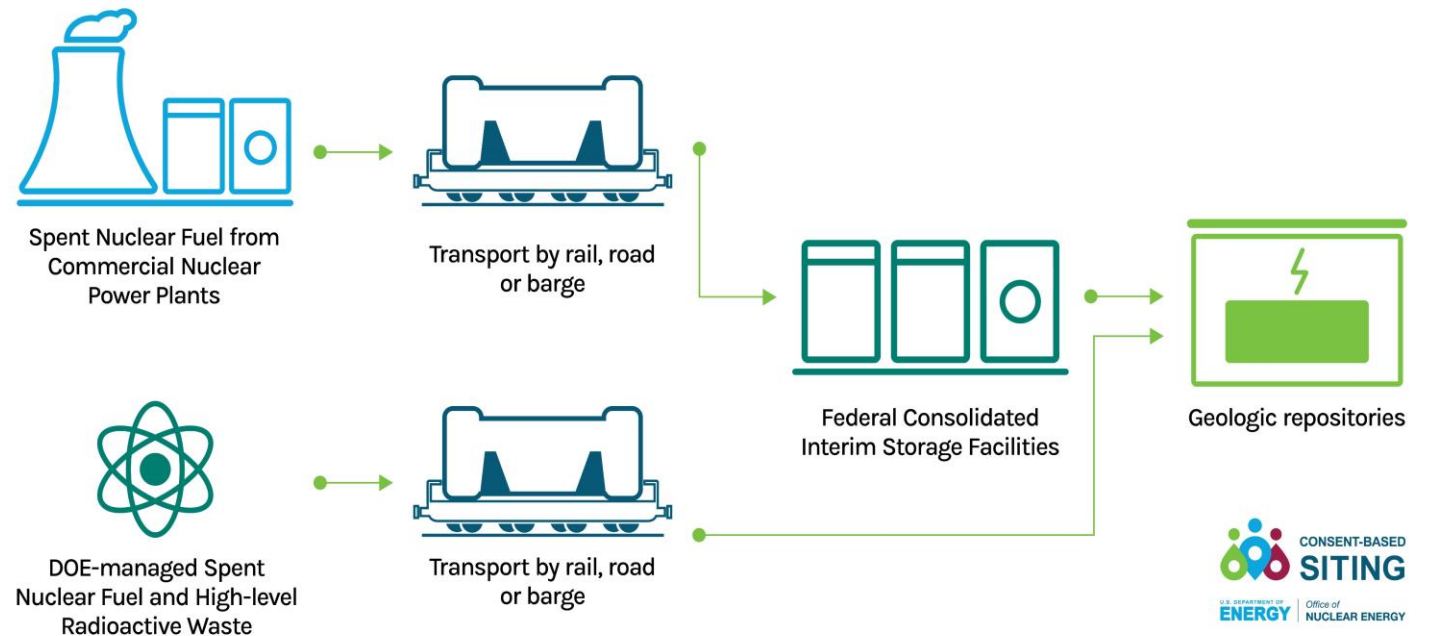 Spent Nuclear Fuel from
Commercial Nuclear
Power Plants
Transport by rail, road
or barge
Federal Consolidated
Interim Storage Facilities
Geologic repositories
DOE-managed Spent
Nuclear Fuel and High-level
Radioactive Waste
Transport by rail, road
or barge
CONSENT-BASED
SITING
U.S. DEPARTMENT OF
ENERGY
Office of
NUCLEAR ENERGY